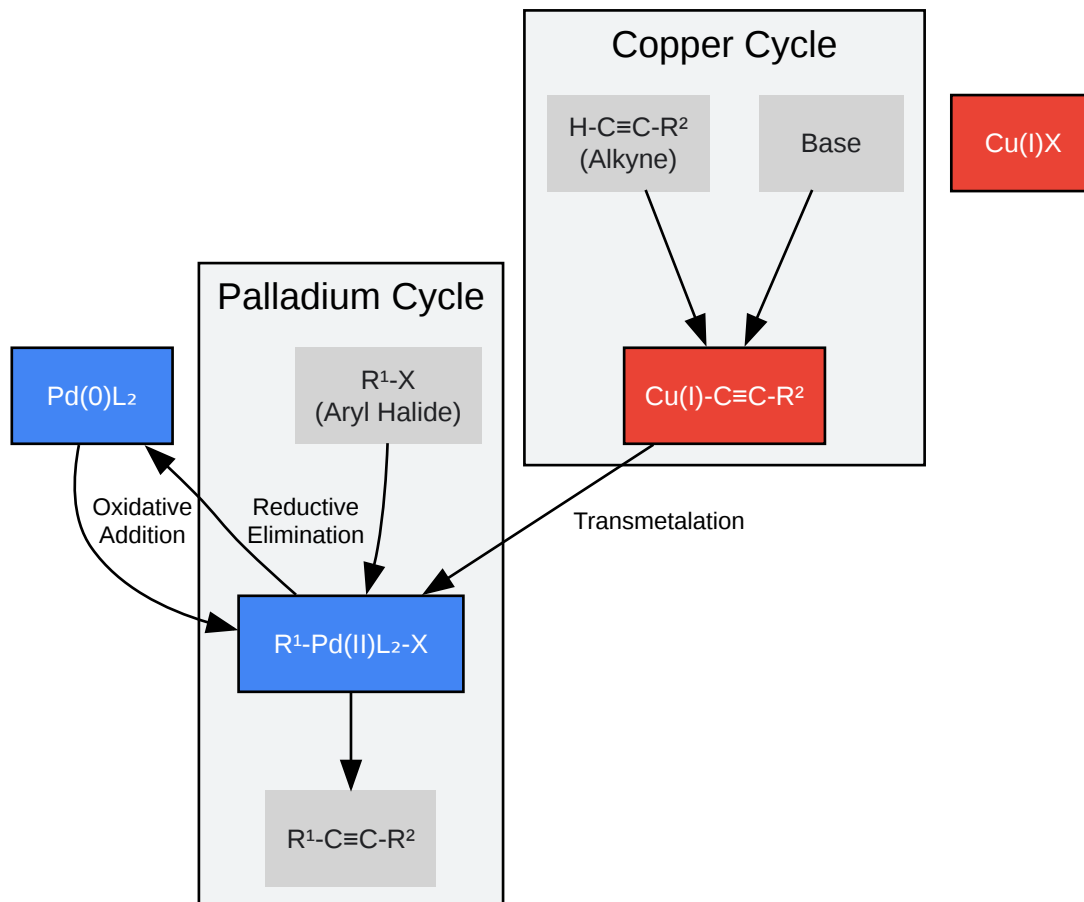 Copper Cycle
H-C≡C-R²
(Alkyne)
Base
Cu(I)X
Palladium Cycle
Pd(0)L₂
R¹-X
(Aryl Halide)
Cu(I)-C≡C-R²
Oxidative
Addition
Reductive
Elimination
Transmetalation
R¹-Pd(II)L₂-X
R¹-C≡C-R²